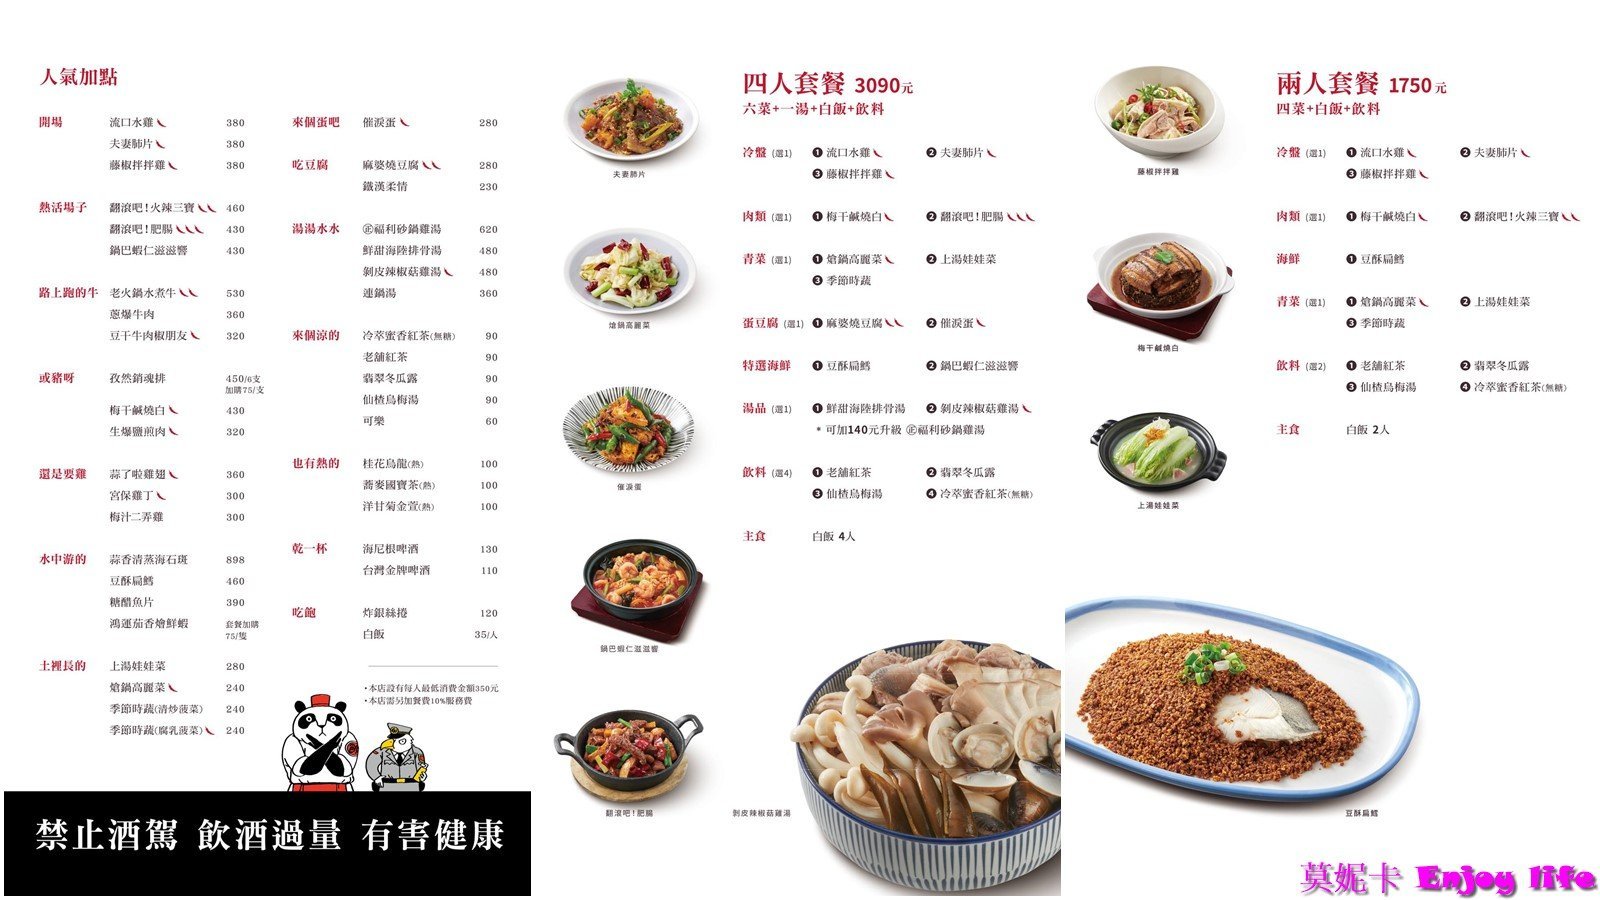 人氣加點
開場 流口水雞 380
夫妻肺片 380
藤椒拌拌雞 380
熱活場子 翻滾吧!火辣三寶 460
翻滾吧!肥腸 430
鍋巴蝦仁滋滋響 430
路上跑的牛 老火鍋水煮牛 530
蔥爆牛肉 360
豆干牛肉椒朋友 320
或豬呀 孜然銷魂排 450/6支
加購75/支
梅干鹹燒白 430
生爆鹽煎肉 320
還是要雞 蒜了啦雞翅 360
宮保雞丁 300
梅汁二弄雞 300
水中游的 蒜香清蒸海石斑 898
豆酥扁鱈 460
糖醋魚片 390
鴻運茄香燴鮮蝦 套餐加購
75/隻
土裡長的 上湯娃娃菜 280
熗鍋高麗菜 240
季節時蔬(清炒菠菜) 240
季節時蔬(腐乳菠菜) 240
來個蛋吧 催淚蛋 280
吃豆腐 麻婆燒豆腐 280
鐵漢柔情 230
湯湯水水 ㊣福利砂鍋雞湯 620
鮮甜海陸排骨湯 480
剝皮辣椒菇雞湯 480
連鍋湯 360
來個涼的 冷萃蜜香紅茶(無糖) 90
老舖紅茶 90
翡翠冬瓜露 90
仙楂烏梅湯 90
可樂 60
也有熱的 桂花烏龍(熱) 100
蕎麥國寶茶(熱) 100
洋甘菊金萱(熱) 100
乾一杯 海尼根啤酒 130
台灣金牌啤酒 110
吃飽 炸銀絲捲 120
白飯 35/人
•本店設有每人最低消費金額350元
•本店需另加餐費10%服務費
禁止酒駕 飲酒過量 有害健康
夫妻肺片
熗鍋高麗菜
催淚蛋
鍋巴蝦仁滋滋響
翻滾吧!肥腸
四人套餐 3090元
六菜+一湯+白飯+飲料
冷盤 (選1) ❶ 流口水雞 ❷ 夫妻肺片
❸ 藤椒拌拌雞
肉類 (選1) ❶ 梅干鹹燒白 ❷ 翻滾吧!肥腸
青菜 (選1) ❶ 熗鍋高麗菜 ❷ 上湯娃娃菜
❸ 季節時蔬
蛋豆腐 (選1) ❶ 麻婆燒豆腐 ❷ 催淚蛋
特選海鮮 ❶ 豆酥扁鱈 ❷ 鍋巴蝦仁滋滋響
湯品 (選1) ❶ 鮮甜海陸排骨湯 ❷ 剝皮辣椒菇雞湯
* 可加140元升級 ㊣福利砂鍋雞湯
飲料 (選4) ❶ 老舖紅茶 ❷ 翡翠冬瓜露
❸ 仙楂烏梅湯 ❹ 冷萃蜜香紅茶(無糖)
主食 白飯 4人
剝皮辣椒菇雞湯
藤椒拌拌雞
梅干鹹燒白
上湯娃娃菜
兩人套餐 1750元
四菜+白飯+飲料
冷盤 (選1) ❶ 流口水雞 ❷ 夫妻肺片
❸ 藤椒拌拌雞
肉類 (選1) ❶ 梅干鹹燒白 ❷ 翻滾吧!火辣三寶
海鮮 ❶ 豆酥扁鱈
青菜 (選1) ❶ 熗鍋高麗菜 ❷ 上湯娃娃菜
❸ 季節時蔬
飲料 (選2) ❶ 老舖紅茶 ❷ 翡翠冬瓜露
❸ 仙楂烏梅湯 ❹ 冷萃蜜香紅茶(無糖)
主食 白飯 2人
豆酥扁鱈
莫妮卡 Enjoy life